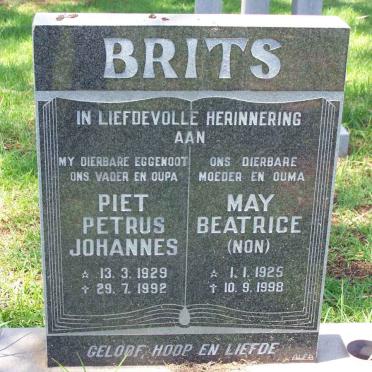 BRITS
IN LIEFDEVOLLE HERINNERING
AAN
MY DIERBARE EGGENOOT
ONS VADER EN OUPA
PIET
PETRUS
JOHANNES
☆ 13.3.1929
✝ 29.7.1992
ONS DIERBARE
MOEDER EN OUMA
MAY
BEATRICE
(NON)
☆ 1.1.1925
✝ 10.9.1998
GELOOF, HOOP EN LIEFDE